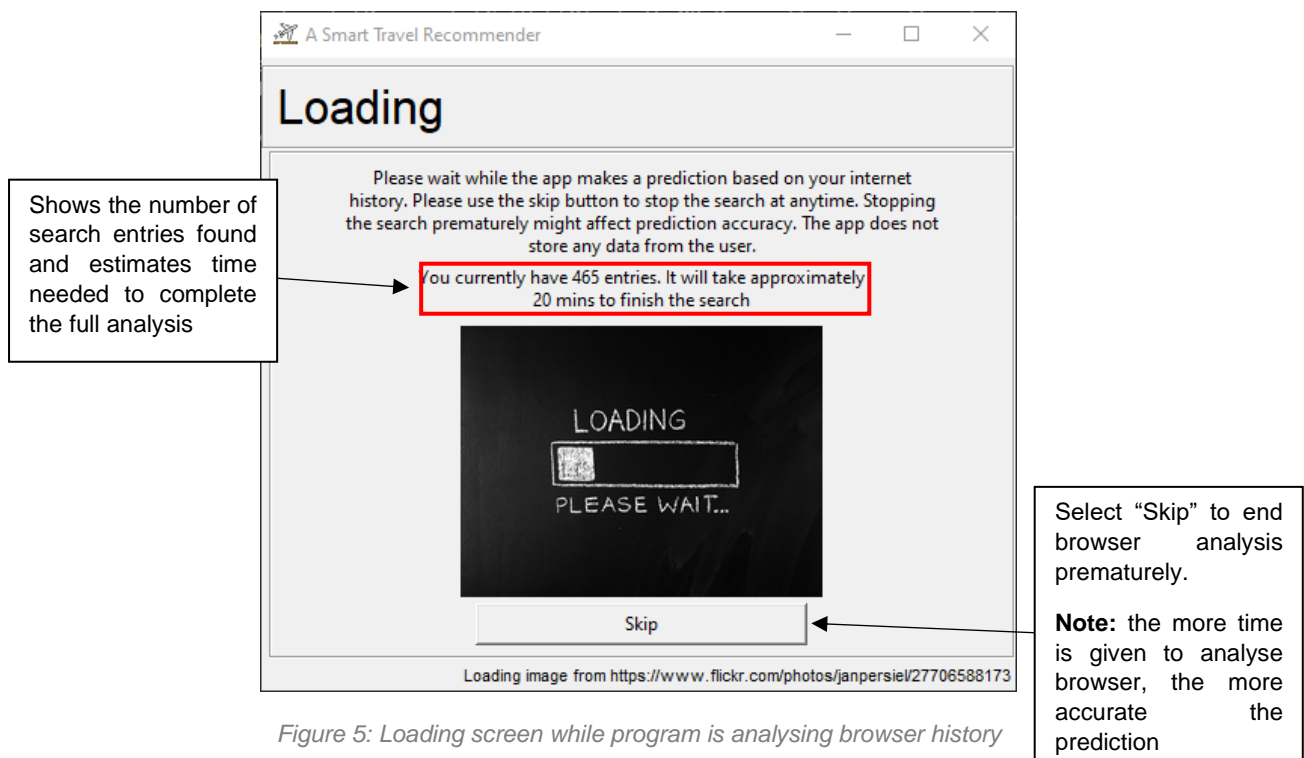 A Smart Travel Recommender
Loading
Please wait while the app makes a prediction based on your internet
history. Please use the skip button to stop the search at anytime. Stopping
the search prematurely might affect prediction accuracy. The app does not
store any data from the user.
You currently have 465 entries. It will take approximately
20 mins to finish the search
Shows the number of
search entries found
and estimates time
needed to complete
the full analysis
LOADING
PLEASE WAIT...
Skip
Select “Skip” to end
browser analysis
prematurely.
Note: the more time
is given to analyse
browser, the more
accurate the
prediction
Loading image from https://www.flickr.com/photos/janpersiel/27706588173
Figure 5: Loading screen while program is analysing browser history